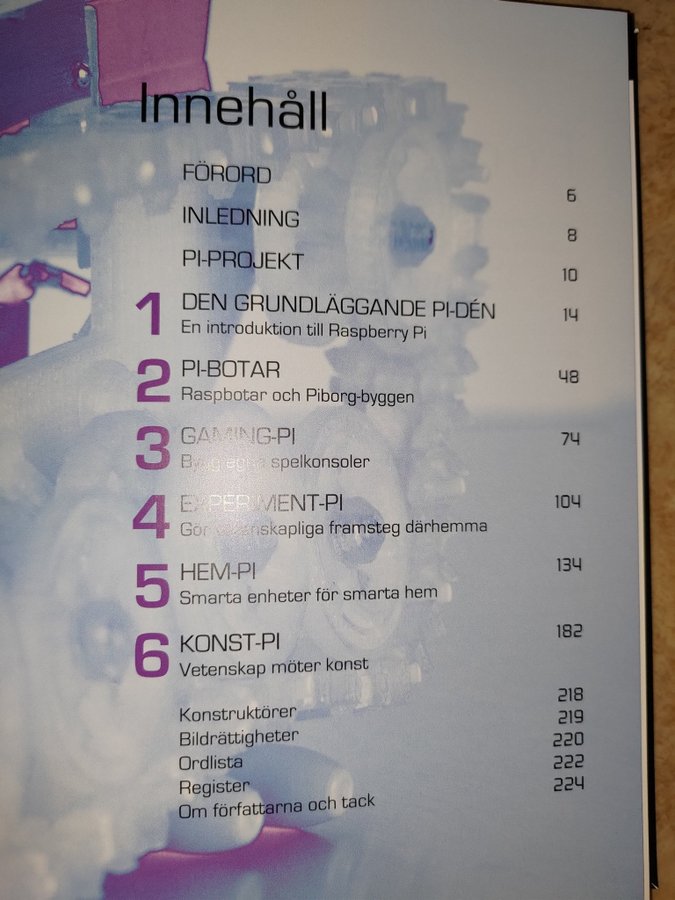 Innehåll
FÖRORD 6
INLEDNING 8
PI-PROJEKT 10
1 DEN GRUNDLÄGGANDE PI-DÉN 14
En introduktion till Raspberry Pi
2 PI-BOTAR 48
Raspbotar och Piborg-byggen
3 GAMING-PI 74
spelkonsoler
4 EXPERIMENT-PI 104
Gör vetenskapliga framsteg därhemma
5 HEM-PI 134
Smarta enheter för smarta hem
6 KONST-PI 182
Vetenskap möter konst
Konstruktörer 218
Bildrättigheter 219
Ordlista 220
Register 222
Om författarna och tack 224